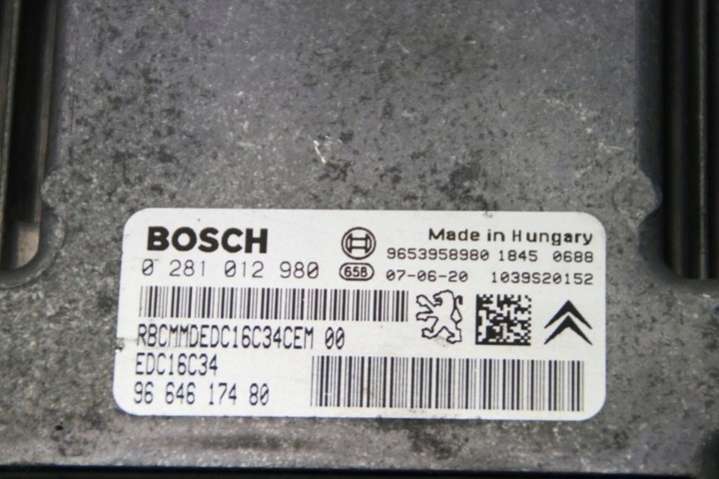 BOSCH
Made in Hungary
9653958980 1845 0688
0 281 012 980
658 07-06-20 1039S20152
RBCMMDEDC16C34CEM 00
EDC16C34
96 646 174 80